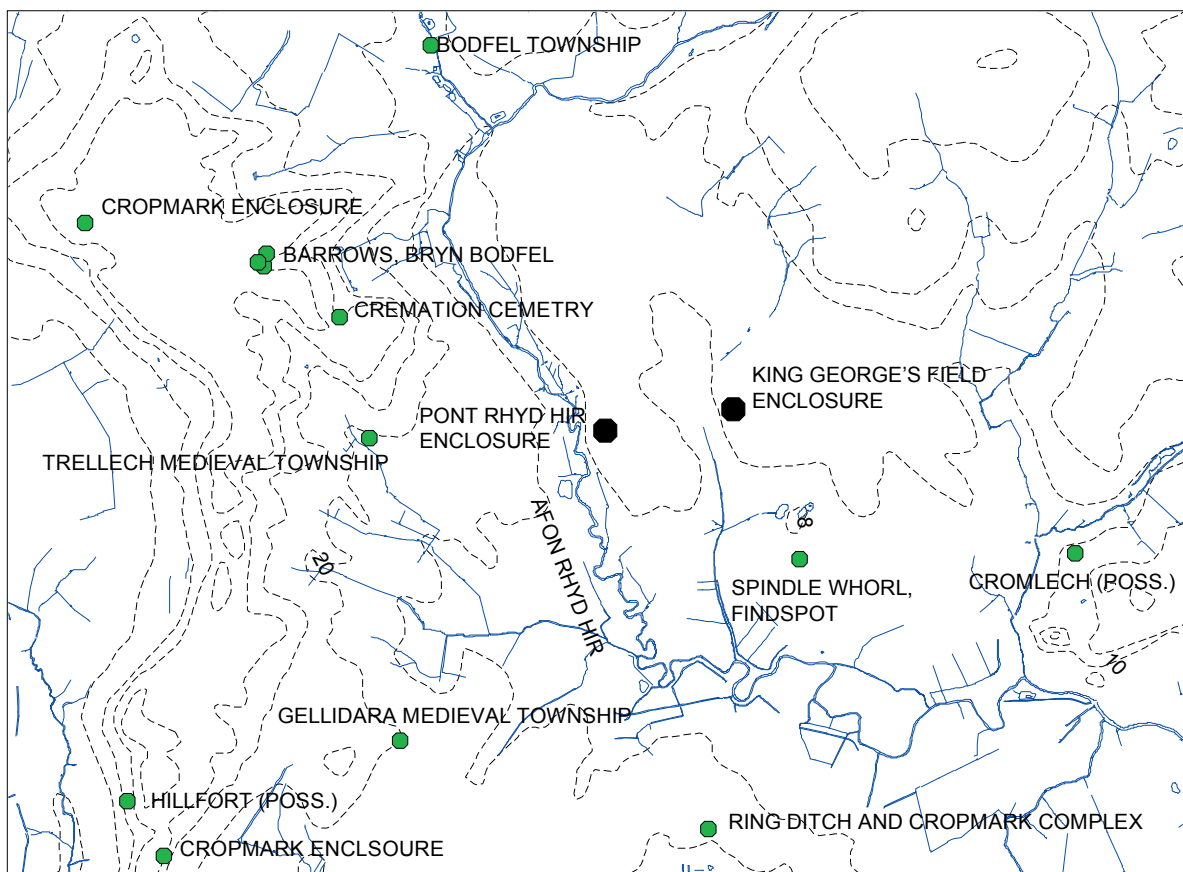 BODFEL TOWNSHIP
CROPMARK ENCLOSURE
BARROWS, BRYN BODFEL
CREMATION CEMETRY
KING GEORGE'S FIELD
ENCLOSURE
PONT RHYD HIR
ENCLOSURE
TRELLECH MEDIEVAL TOWNSHIP
AFON RHYD HIR
20
8
SPINDLE WHORL,
FINDSPOT
CROMLECH (POSS.)
10
GELLIDARA MEDIEVAL TOWNSHIP
HILLFORT (POSS.)
RING DITCH AND CROPMARK COMPLEX
CROPMARK ENCLSOURE